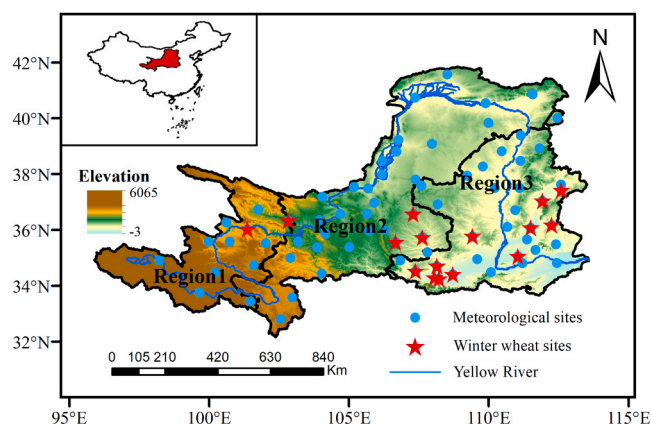 N
42°N
40°N
38°N
36°N
34°N
32°N
Elevation
6065
-3
Region1
Region2
Region3
Meteorological sites
Winter wheat sites
Yellow River
0 105 210 420 630 840
Km
95°E 100°E 105°E 110°E 115°E